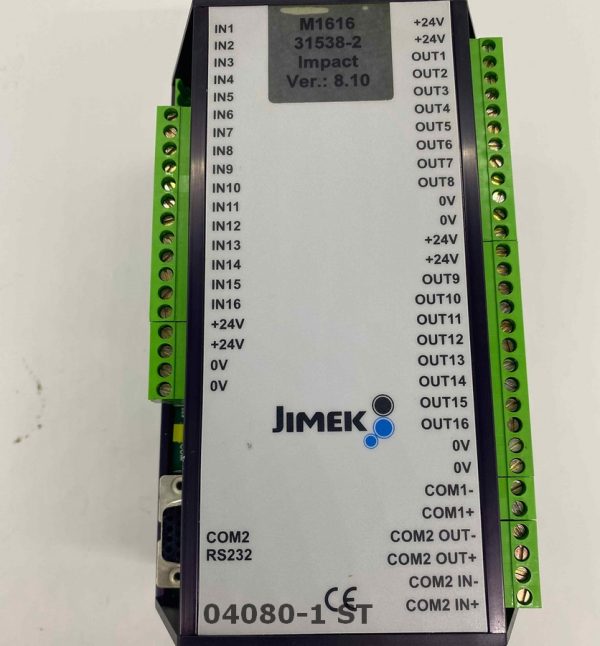 M1616
31538-2
Impact
Ver.: 8.10
IN1
IN2
IN3
IN4
IN5
IN6
IN7
IN8
IN9
IN10
IN11
IN12
IN13
IN14
IN15
IN16
+24V
+24V
0V
0V
+24V
+24V
OUT1
OUT2
OUT3
OUT4
OUT5
OUT6
OUT7
OUT8
0V
0V
+24V
+24V
OUT9
OUT10
OUT11
OUT12
OUT13
OUT14
OUT15
OUT16
0V
0V
COM1-
COM1+
COM2 OUT-
COM2 OUT+
COM2 IN-
COM2 IN+
JIMEK
COM2
RS232
CE
04080-1 ST